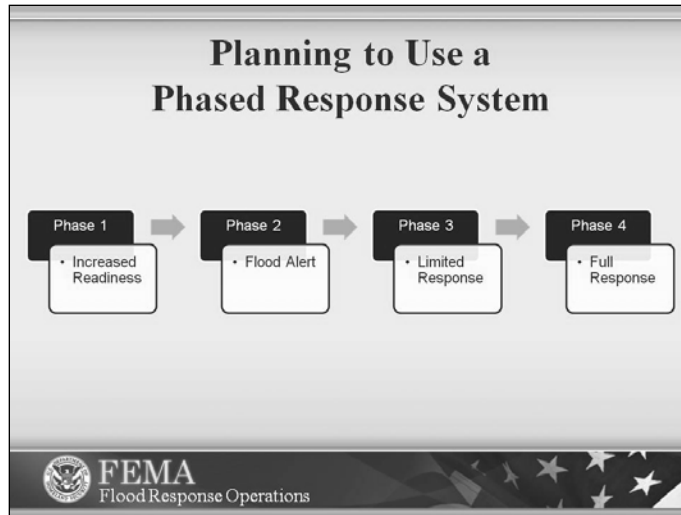 Planning to Use a
Phased Response System
Phase 1
• Increased
Readiness
Phase 2
• Flood Alert
Phase 3
• Limited
Response
Phase 4
• Full
Response
FEMA
Flood Response Operations